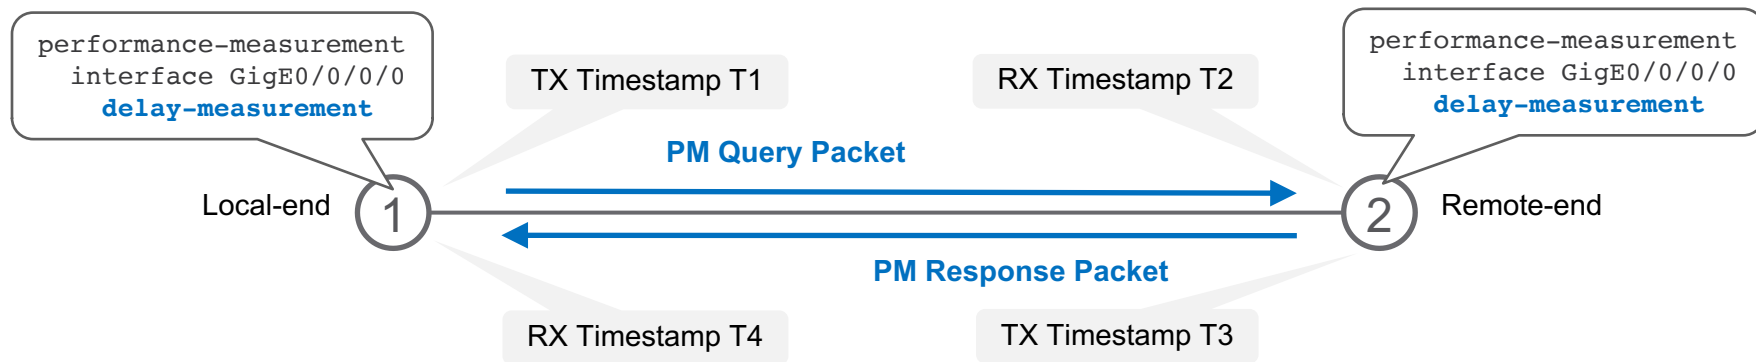 performance-measurement
interface GigE0/0/0/0
delay-measurement
TX Timestamp T1
RX Timestamp T2
performance-measurement
interface GigE0/0/0/0
delay-measurement
PM Query Packet
Local-end
1
2
Remote-end
PM Response Packet
RX Timestamp T4
TX Timestamp T3